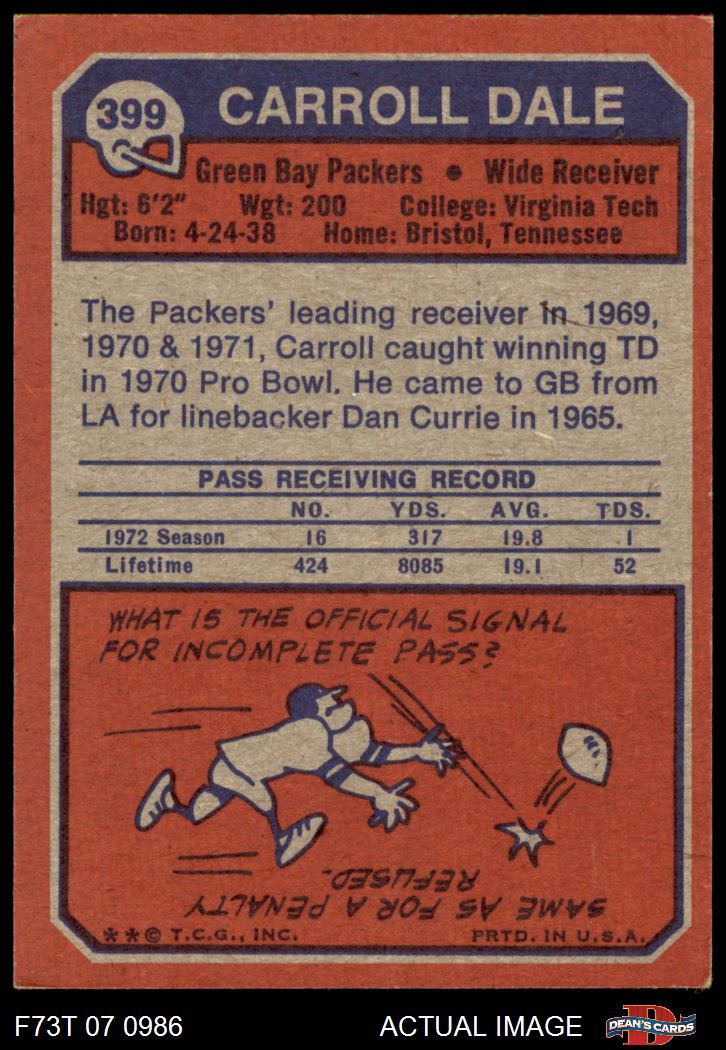 399
CARROLL DALE
Green Bay Packers • Wide Receiver
Hgt: 6'2" Wgt: 200 College: Virginia Tech
Born: 4-24-38 Home: Bristol, Tennessee
The Packers' leading receiver in 1969,
1970 & 1971, Carroll caught winning TD
in 1970 Pro Bowl. He came to GB from
LA for linebacker Dan Currie in 1965.
PASS RECEIVING RECORD
NO. YDS. AVG. TDS.
1972 Season 16 317 19.8 1
Lifetime 424 8085 19.1 52
WHAT IS THE OFFICIAL SIGNAL
FOR INCOMPLETE PASS?
SAME AS FOR A PENALTY
REFUSED.
**© T.C.G., INC. PRTD. IN U.S.A.
F73T 07 0986 ACTUAL IMAGE
D
DEAN'S CARDS